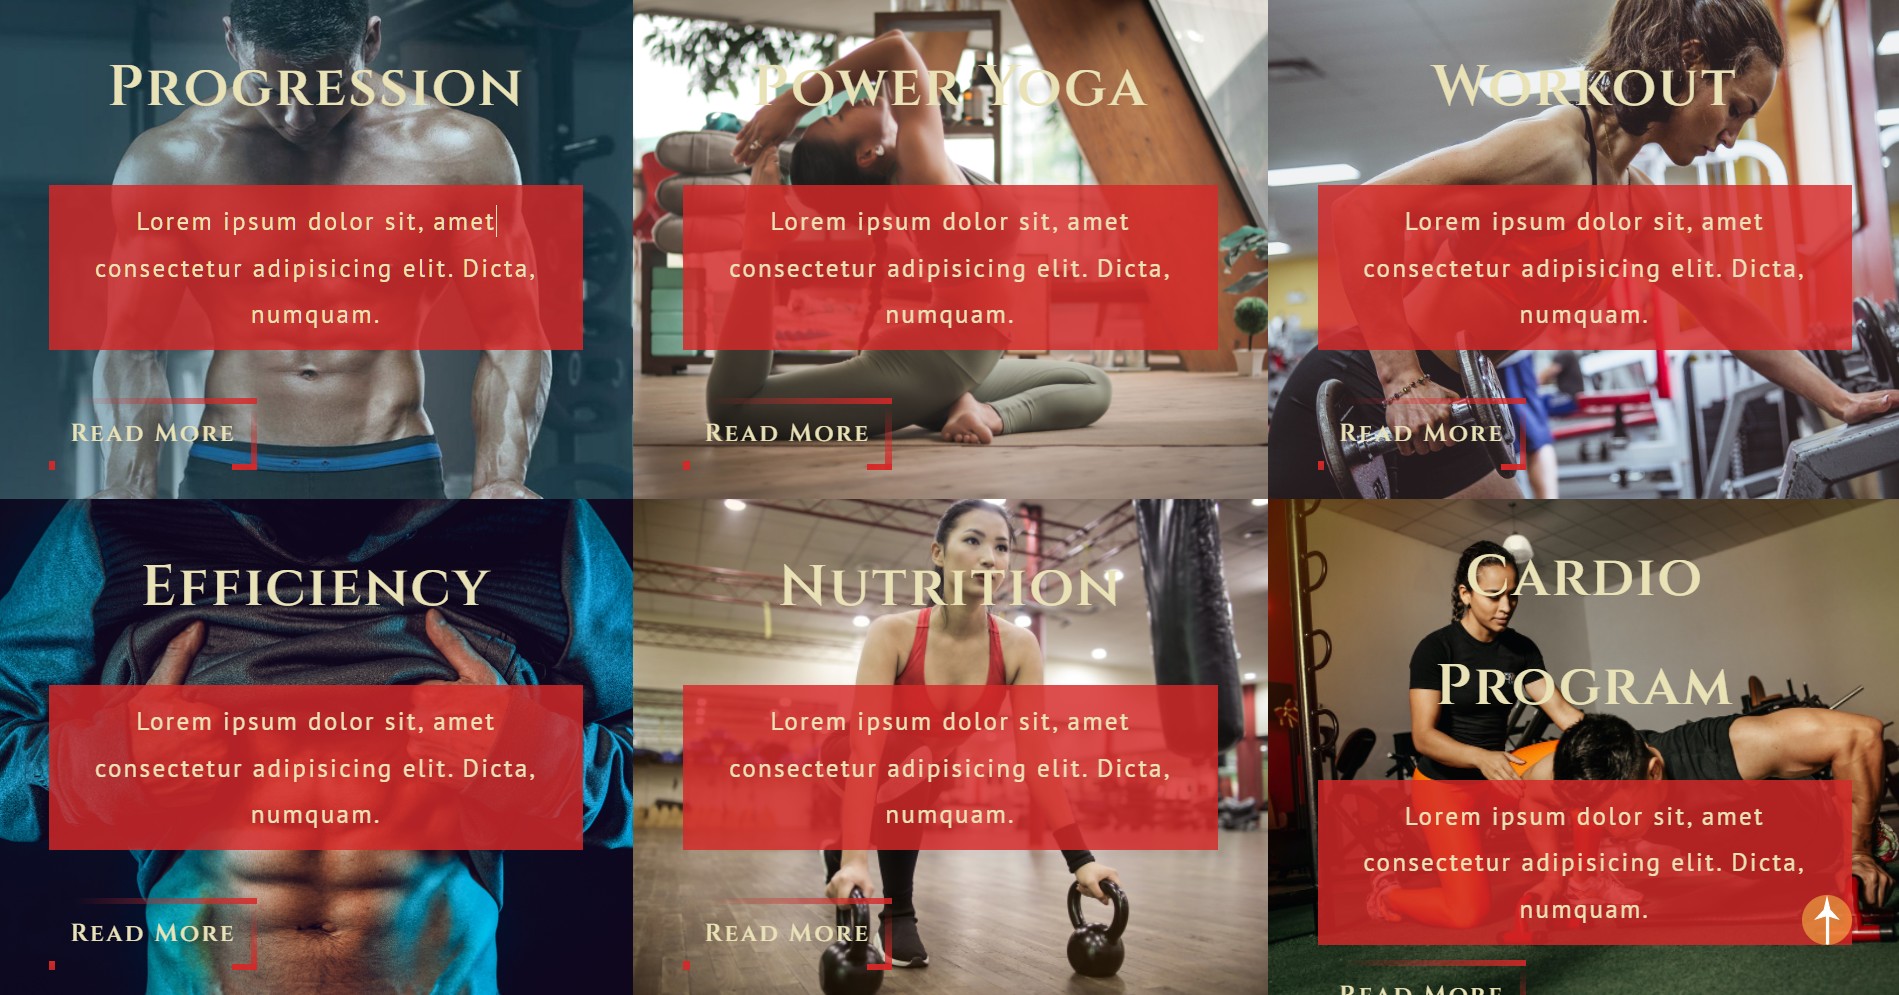 Progression
Lorem ipsum dolor sit, amet
consectetur adipisicing elit. Dicta,
numquam.
Read More
Power Yoga
Lorem ipsum dolor sit, amet
consectetur adipisicing elit. Dicta,
numquam.
Read More
Workout
Lorem ipsum dolor sit, amet
consectetur adipisicing elit. Dicta,
numquam.
Read More
Efficiency
Lorem ipsum dolor sit, amet
consectetur adipisicing elit. Dicta,
numquam.
Read More
Nutrition
Lorem ipsum dolor sit, amet
consectetur adipisicing elit. Dicta,
numquam.
Read More
Cardio
Program
Lorem ipsum dolor sit, amet
consectetur adipisicing elit. Dicta,
numquam.
Read More